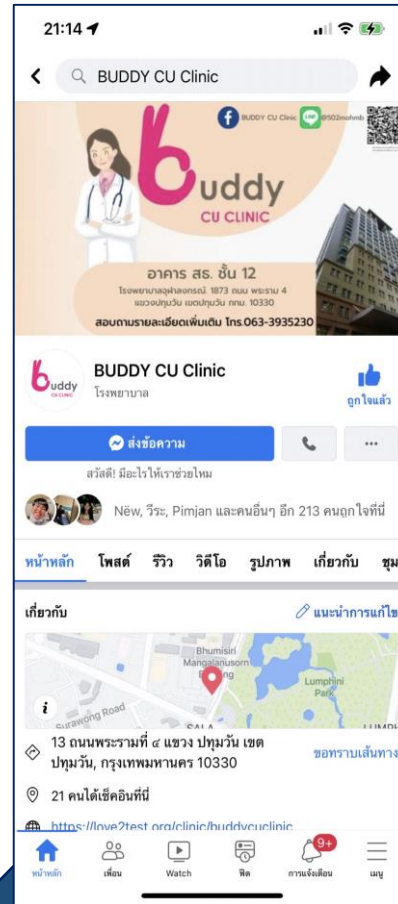 21:14
BUDDY CU Clinic
BUDDY CU Clinic LINE @502mohmb
buddy
CU CLINIC
อาคาร สธ. ชั้น 12
โรงพยาบาลจุฬาลงกรณ์ 1873 ถนน พระราม 4
แขวงปทุมวัน เขตปทุมวัน กทม. 10330
สอบถามรายละเอียดเพิ่มเติม โทร.063-3935230
buddy
CU CLINIC
BUDDY CU Clinic
โรงพยาบาล
ถูกใจแล้ว
ส่งข้อความ
สวัสดี! มีอะไรให้เราช่วยไหม
Nëw, วีระ, Pimjan และคนอื่นๆ อีก 213 คนถูกใจที่นี่
หน้าหลัก โพสต์ รีวิว วิดีโอ รูปภาพ เกี่ยวกับ ชุม
เกี่ยวกับ
แนะนำการแก้ไข
Bhumisiri
Mangalanusorn
Lumphini
Park
Surawong Road
SALA
LUMPH
13 ถนนพระรามที่ ๔ แขวง ปทุมวัน เขต
ปทุมวัน, กรุงเทพมหานคร 10330
ขอทราบเส้นทาง
21 คนได้เช็คอินที่นี่
https://love2test.org/clinic/buddycuclinic
9+
หน้าหลัก เพื่อน Watch ฟีด การแจ้งเตือน เมนู